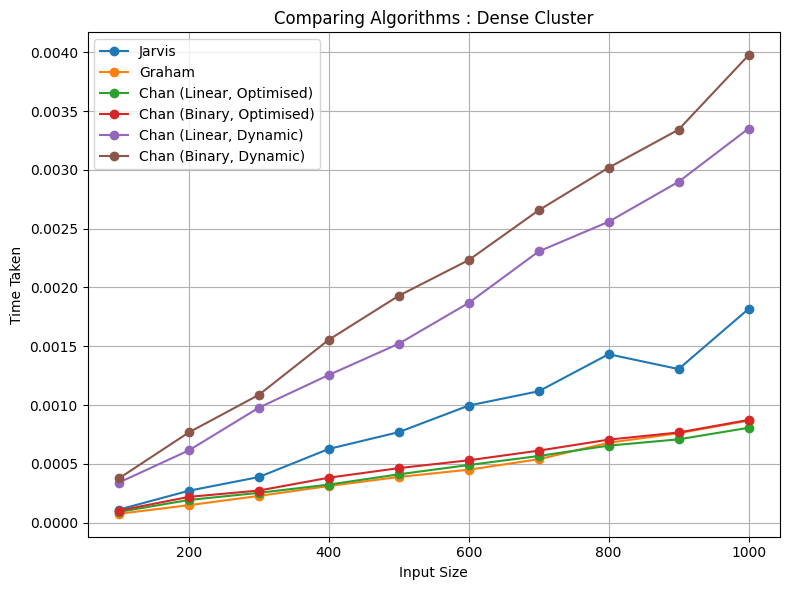 Comparing Algorithms : Dense Cluster
Jarvis
Graham
Chan (Linear, Optimised)
Chan (Binary, Optimised)
Chan (Linear, Dynamic)
Chan (Binary, Dynamic)
Time Taken
0.0040
0.0035
0.0030
0.0025
0.0020
0.0015
0.0010
0.0005
0.0000
200
400
600
800
1000
Input Size